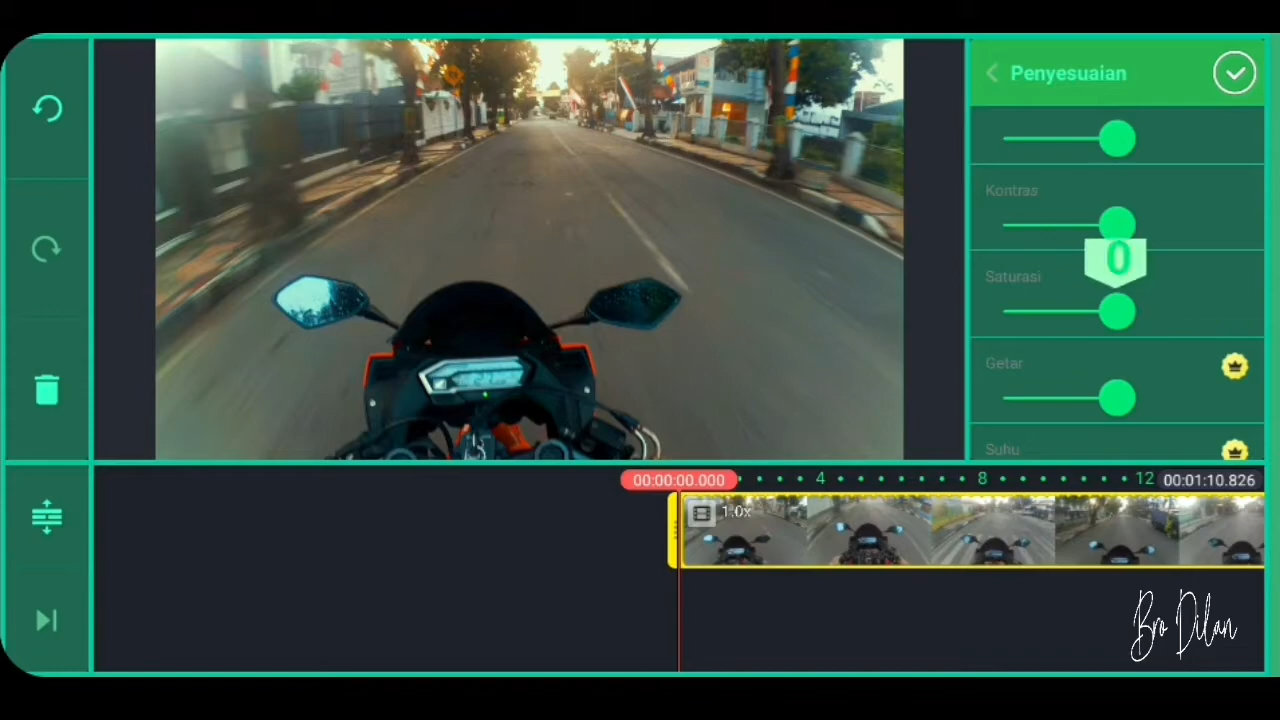 Penyesuaian
Kontras
0
Saturasi
Getar
Suhu
00:00:00.000
4
8
12
00:01:10.826
1.0x
Bro Dilan